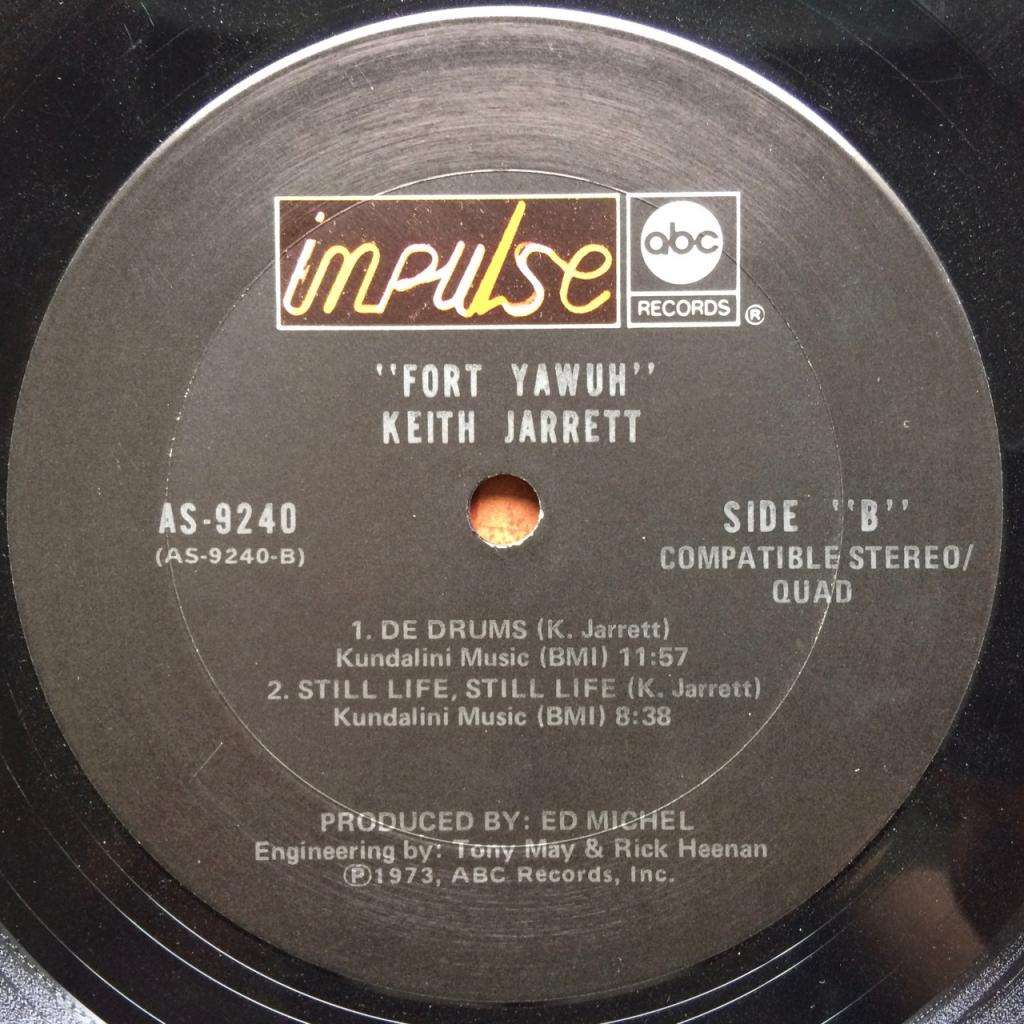 impulse
abc
RECORDS ®
"FORT YAWUH"
KEITH JARRETT
AS-9240
(AS-9240-B)
SIDE "B"
COMPATIBLE STEREO/
QUAD
1. DE DRUMS (K. Jarrett)
Kundalini Music (BMI) 11:57
2. STILL LIFE, STILL LIFE (K. Jarrett)
Kundalini Music (BMI) 8:38
PRODUCED BY: ED MICHEL
Engineering by: Tony May & Rick Heenan
℗1973, ABC Records, Inc.